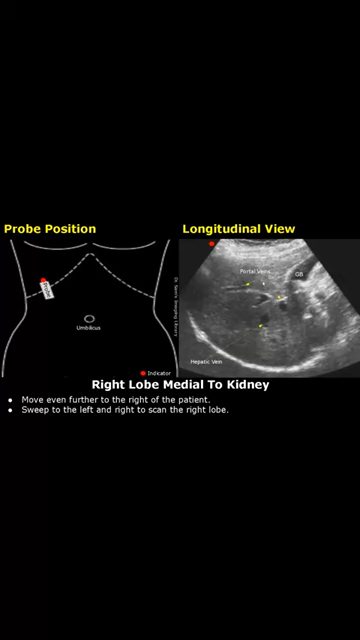 Probe Position
Longitudinal View
Portal Veins
GB
Probe
Umbilicus
Dr. Sam's Imaging Library
Hepatic Vein
Indicator
Right Lobe Medial To Kidney
● Move even further to the right of the patient.
● Sweep to the left and right to scan the right lobe.